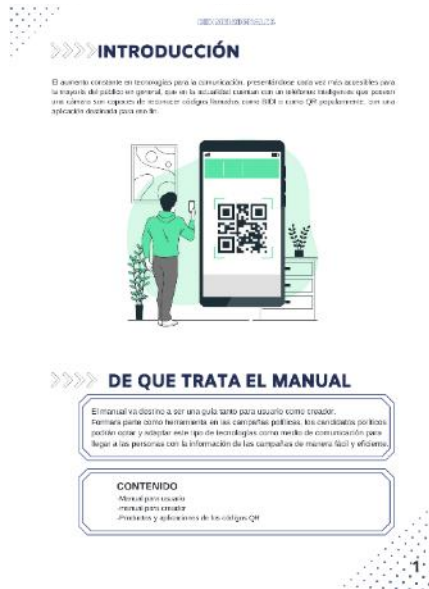 INTRODUCCIÓN
El aumento constante en tecnologías para la comunicación, presentándose cada vez más accesibles para
la mayoría del público en general, que en la actualidad cuentan con un teléfonos inteligentes que poseen
una cámara son capaces de reconocer códigos llamados como BIDI o como QR popularmente, con una
aplicación destinada para ese fin.
DE QUE TRATA EL MANUAL
El manual va destino a ser una guía tanto para usuario como creador.
Formara parte como herramienta en las campañas políticas, los candidatos políticos
podrán optar y adaptar este tipo de tecnologías como medio de comunicación para
llegar a las personas con la información de las campañas de manera fácil y eficiente.
CONTENIDO
-Manual para usuario
-manual para creador
-Productos y aplicaciones de los códigos QR
1